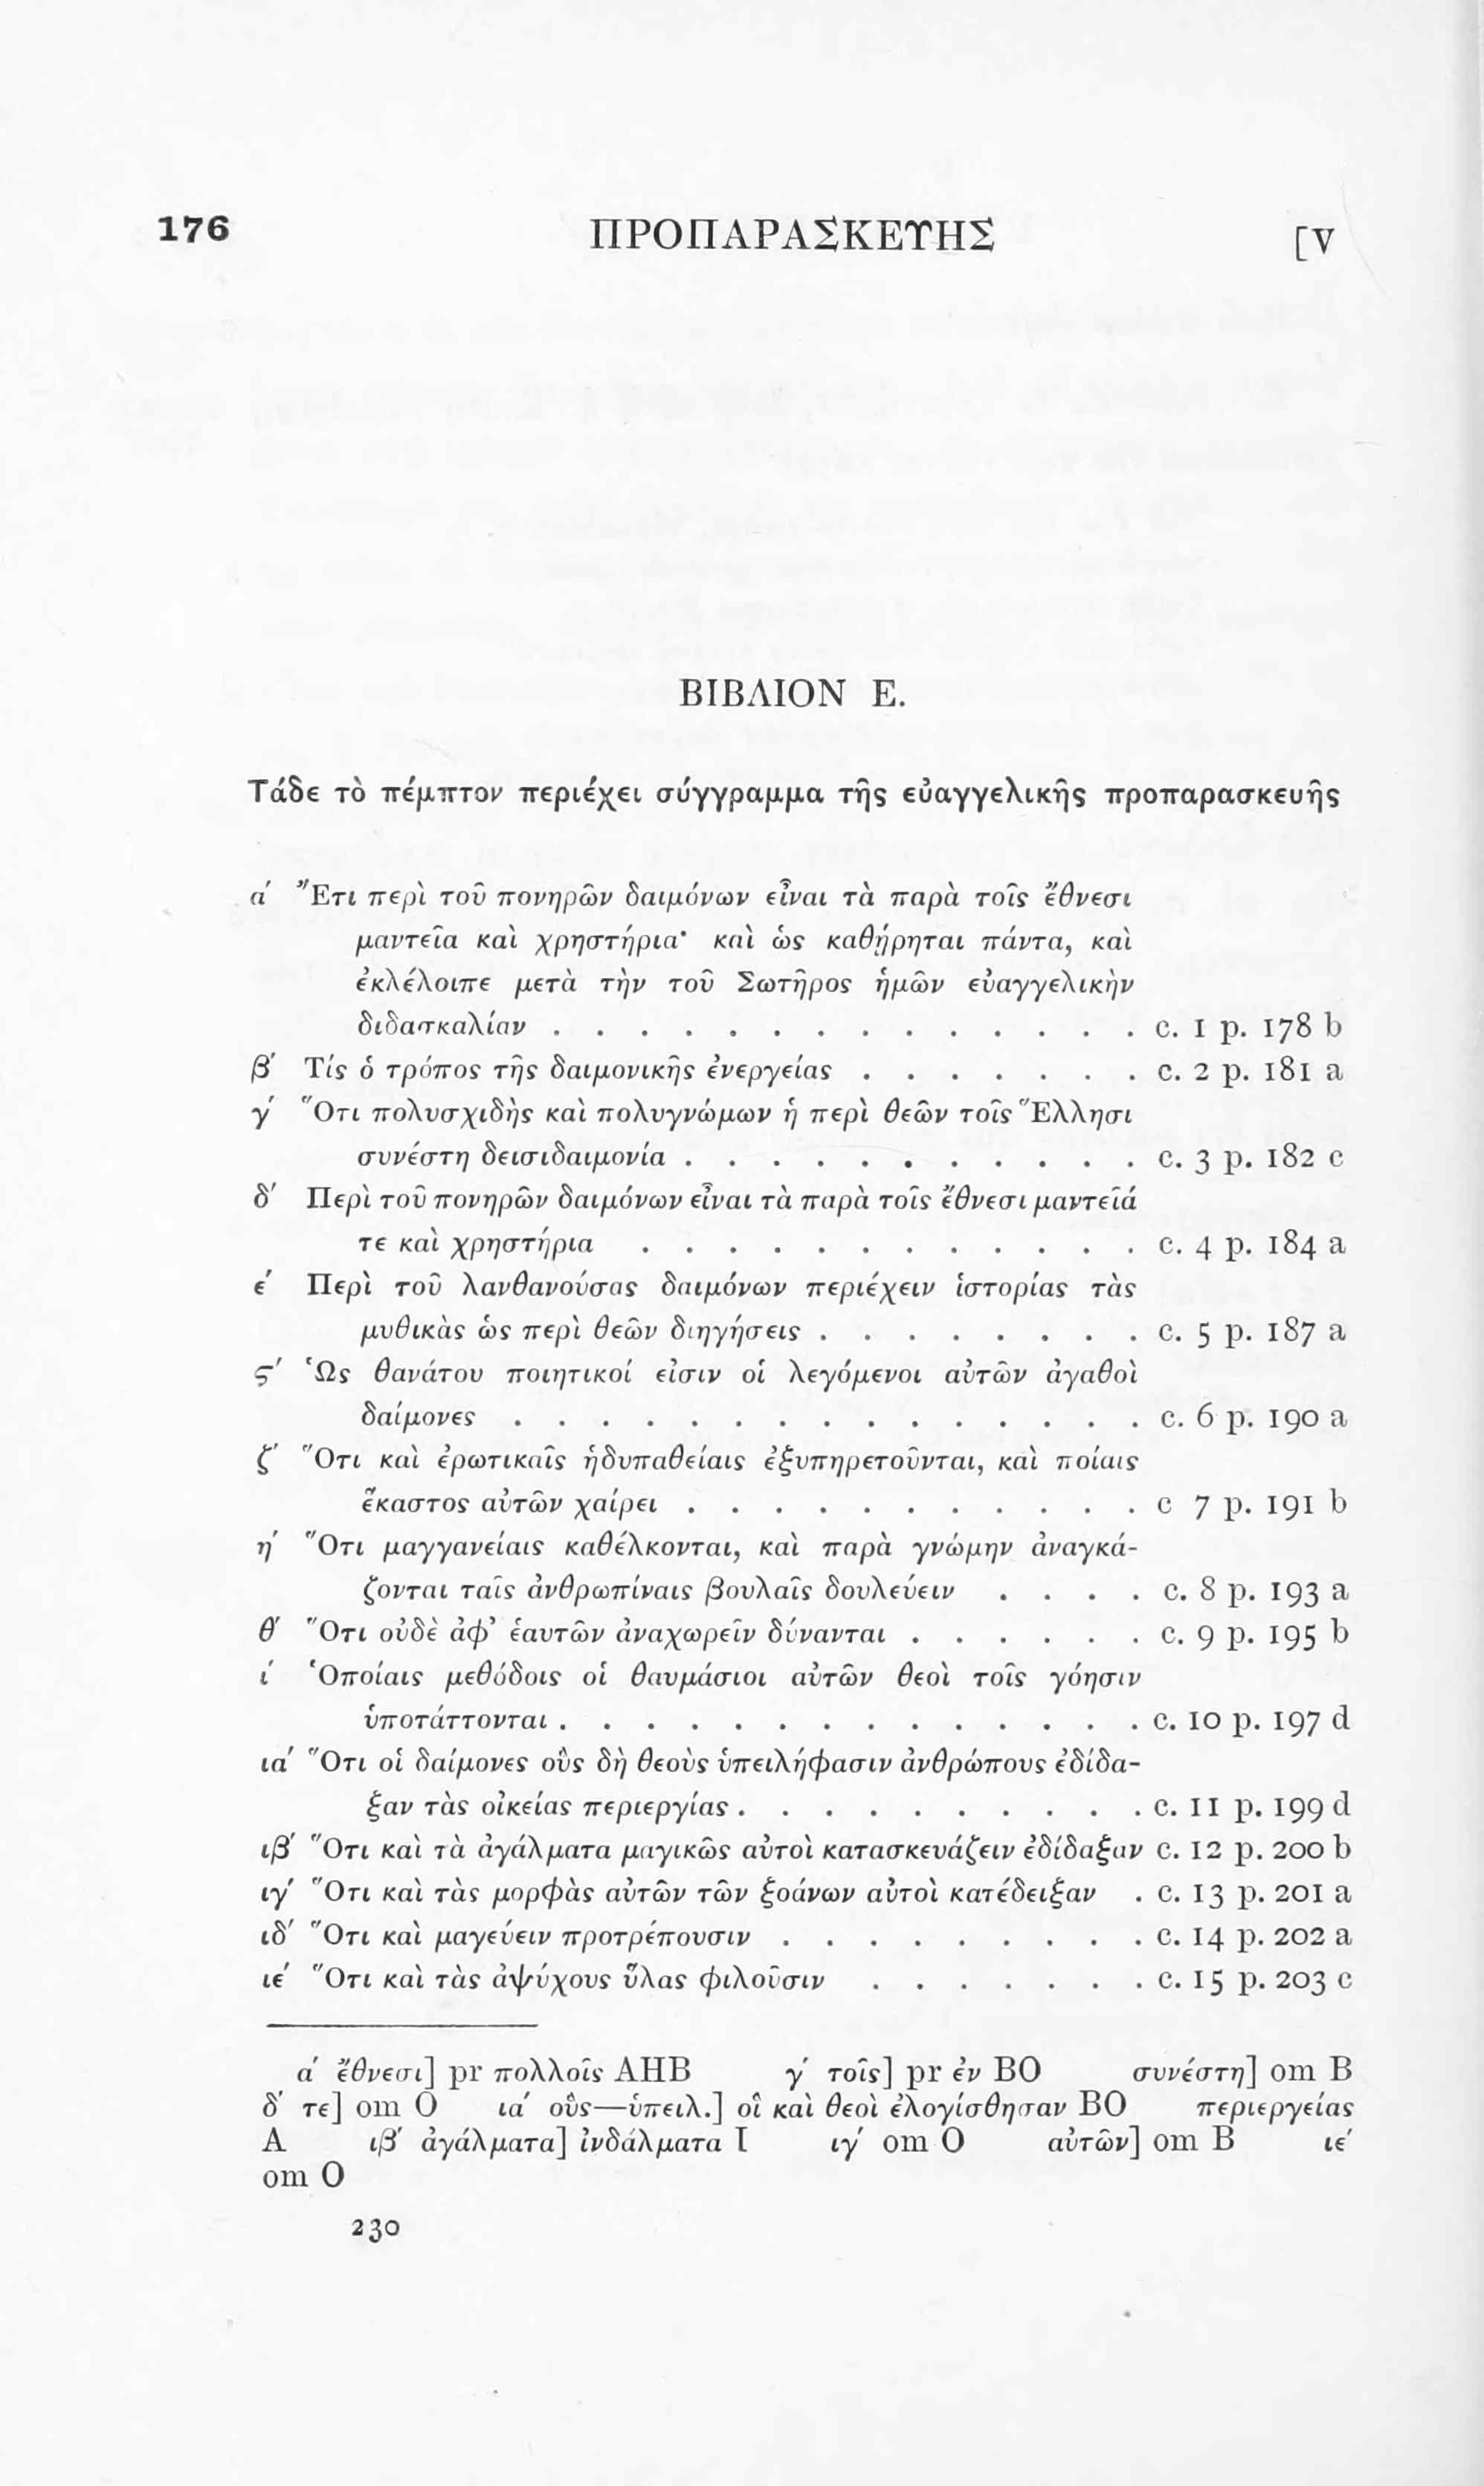 176 ΠΡΟΠΑΡΑΣΚΕΥΗΣ [V
ΒΙΒΛΙΟΝ Ε.
Τάδε τὸ πέμπτον περιέχει σύγγραμμα τῆς εὐαγγελικῆς προπαρασκευῆς
α´ Ἔτι περὶ τοῦ πονηρῶν δαιμόνων εἶναι τὰ παρὰ τοῖς ἔθνεσι
μαντεῖα καὶ χρηστήρια· καὶ ὡς καθῄρηται πάντα, καὶ
ἐκλέλοιπε μετὰ τὴν τοῦ Σωτῆρος ἡμῶν εὐαγγελικὴν
διδασκαλίαν . . . . . . . . . . . . . . c. 1 p. 178 b
β´ Τίς ὁ τρόπος τῆς δαιμονικῆς ἐνεργείας . . . . . . . c. 2 p. 181 a
γ´ Ὅτι πολυσχιδὴς καὶ πολυγνώμων ἡ περὶ θεῶν τοῖς Ἕλλησι
συνέστη δεισιδαιμονία . . . . . . . . . . . c. 3 p. 182 c
δ´ Περὶ τοῦ πονηρῶν δαιμόνων εἶναι τὰ παρὰ τοῖς ἔθνεσι μαντεῖά
τε καὶ χρηστήρια . . . . . . . . . . . . c. 4 p. 184 a
ε´ Περὶ τοῦ λανθανούσας δαιμόνων περιέχειν ἱστορίας τὰς
μυθικὰς ὡς περὶ θεῶν διηγήσεις . . . . . . . . c. 5 p. 187 a
ϛ´ Ὡς θανάτου ποιητικοί εἰσιν οἱ λεγόμενοι αὐτῶν ἀγαθοὶ
δαίμονες . . . . . . . . . . . . . . . c. 6 p. 190 a
ζ´ Ὅτι καὶ ἐρωτικαῖς ἡδυπαθείαις ἐξυπηρετοῦνται, καὶ ποίαις
ἕκαστος αὐτῶν χαίρει . . . . . . . . . . . c 7 p. 191 b
η´ Ὅτι μαγγανείαις καθέλκονται, καὶ παρὰ γνώμην ἀναγκά-
ζονται ταῖς ἀνθρωπίναις βουλαῖς δουλεύειν . . . . c. 8 p. 193 a
θ´ Ὅτι οὐδὲ ἀφ’ ἑαυτῶν ἀναχωρεῖν δύνανται . . . . . . c. 9 p. 195 b
ι´ Ὁποίαις μεθόδοις οἱ θαυμάσιοι αὐτῶν θεοὶ τοῖς γόησιν
ὑποτάττονται . . . . . . . . . . . . . . c. 10 p. 197 d
ια´ Ὅτι οἱ δαίμονες οὓς δὴ θεοὺς ὑπειλήφασιν ἀνθρώπους ἐδίδα-
ξαν τὰς οἰκείας περιεργίας . . . . . . . . . . c. 11 p. 199 d
ιβ´ Ὅτι καὶ τὰ ἀγάλματα μαγικῶς αὐτοὶ κατασκευάζειν ἐδίδαξαν c. 12 p. 200 b
ιγ´ Ὅτι καὶ τὰς μορφὰς αὐτῶν τῶν ξοάνων αὐτοὶ κατέδειξαν . c. 13 p. 201 a
ιδ´ Ὅτι καὶ μαγεύειν προτρέπουσιν . . . . . . . . . c. 14 p. 202 a
ιε´ Ὅτι καὶ τὰς ἀψύχους ὕλας φιλοῦσιν . . . . . . . c. 15 p. 203 c
α´ ἔθνεσι] pr πολλοῖς ΑΗΒ γ´ τοῖς] pr ἐν ΒΟ συνέστη] om Β
δ´ τε] om Ο ια´ οὓς—ὑπειλ.] οἳ καὶ θεοὶ ἐλογίσθησαν ΒΟ περιεργείας
Α ιβ´ ἀγάλματα] ἰνδάλματα Ι ιγ´ om Ο αὐτῶν] om Β ιε´
om Ο
230